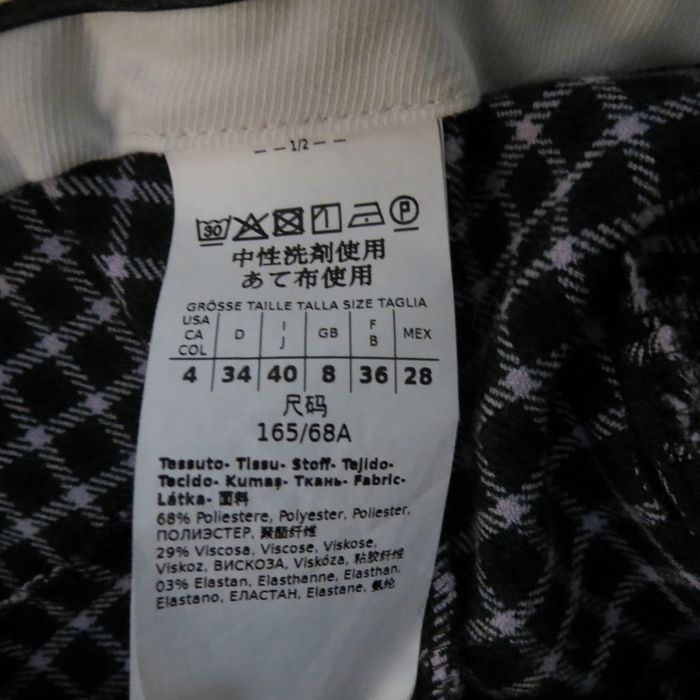 1/2
30
P
中性洗剤使用
あて布使用
GRÖSSE TAILLE TALLA SIZE TAGLIA
USA CA COL D I J GB F B MEX
4 34 40 8 36 28
尺码
165/68A
Tessuto- Tissu- Stoff- Tejido-
Tecido- Kumaş- Ткань- Fabric-
Látka- 面料
68% Poliestere, Polyester, Poliester,
ПОЛИЭСТЕР, 聚酯纤维
29% Viscosa, Viscose, Viskose,
Viskoz, ВИСКОЗА, Viskóza, 粘胶纤维
03% Elastan, Elasthanne, Elasthan,
Elastano, ЕЛАСТАН, Elastane, 氨纶